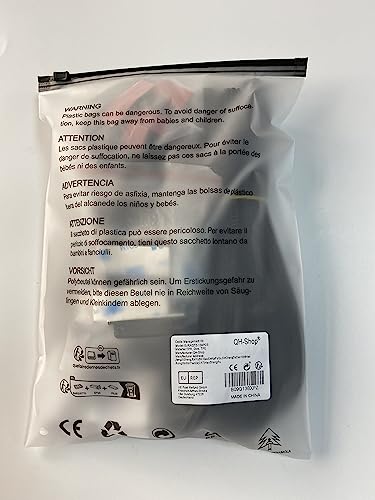 WARNING
Plastic bags can be dangerous. To avoid danger of suffoca-
tion, keep this bag away from babies and children.
ATTENTION
Les sacs plastique peuvent être dangereux. Pour éviter le
danger de suffocation, ne laissez pas ces sacs à la portée des
bébés ni des enfants.
ADVERTENCIA
Para evitar riesgo de asfixia, mantenga las bolsas de plástico
fuera del alcanede los niños y bebés.
ATTENZIONE
Il sacchetto di plastica può essere pericoloso. Per evitare il
pericolo di soffocamento, tieni questo sacchetto lontano da
bambini e fanciulli.
VORSICHT
Polybeutel können gefährlich sein. Um Erstickungsgefahr zu
vermeiden, bitte diesen Beutel nie in Reichweite von Säug-
lingen und Kleinkindern ablegen.
QH-Shop®
EU REP
MADE IN CHINA
FR
CE